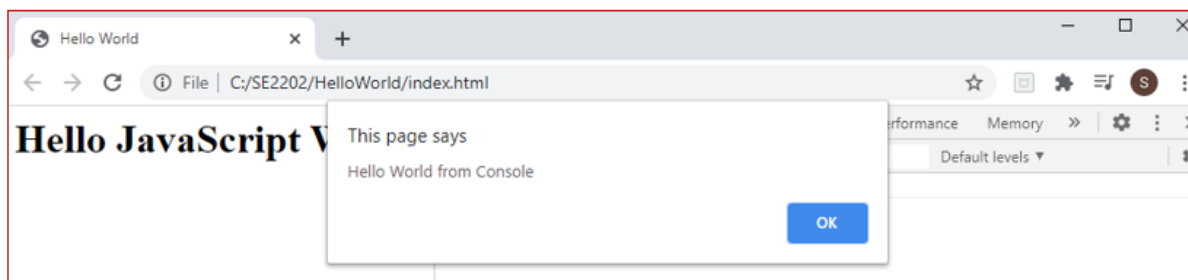 Hello World
File | C:/SE2202/HelloWorld/index.html
S
Hello JavaScript
This page says
Hello World from Console
OK
Memory
Default levels